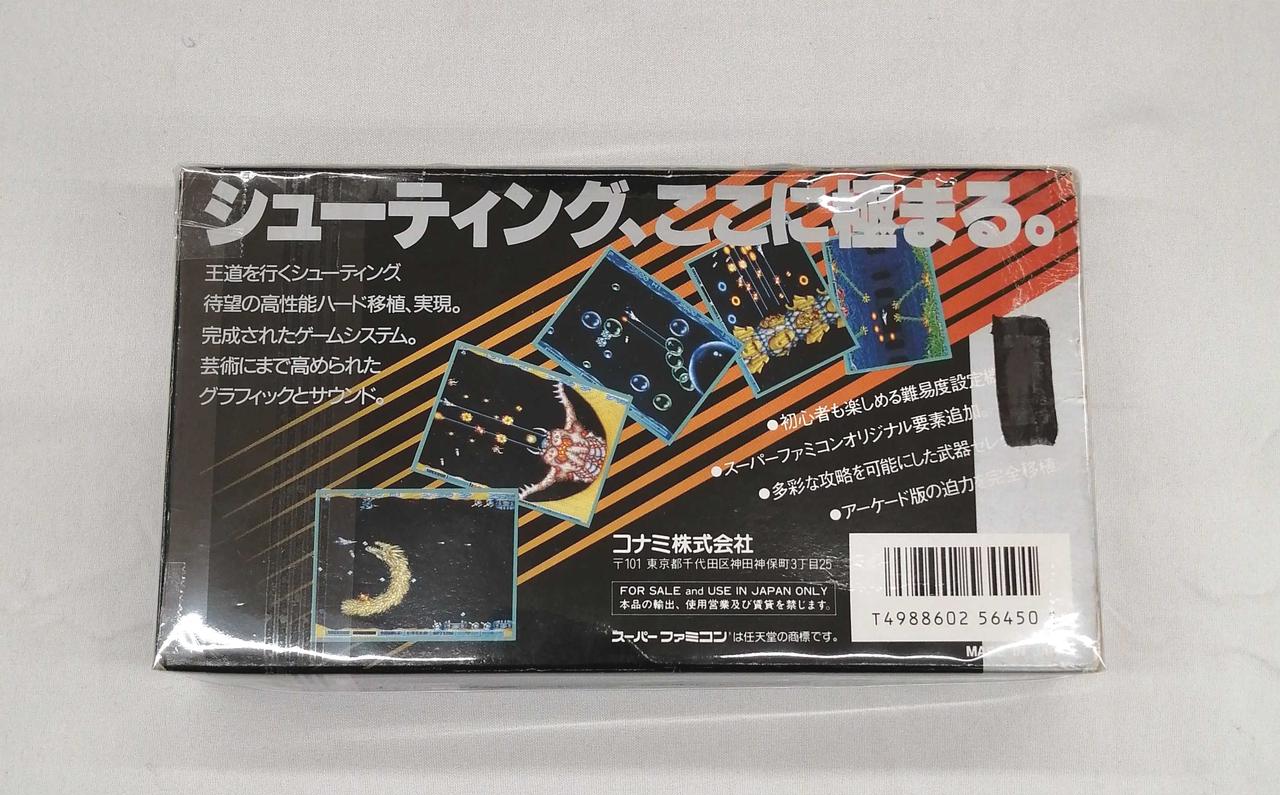 シューティング、ここに極まる。
王道を行くシューティング
待望の高性能ハード移植、実現。
完成されたゲームシステム。
芸術にまで高められた
グラフィックとサウンド。
●初心者も楽しめる難易度設定機
●スーパーファミコンオリジナル要素追加。
●多彩な攻略を可能にした武器セレ
●アーケード版の迫力を完全移植
コナミ株式会社
〒101 東京都千代田区神田神保町3丁目25
FOR SALE and USE IN JAPAN ONLY
本品の輸出、使用営業及び賃貸を禁じます。
スーパーファミコンは任天堂の商標です。
T4988602 56450